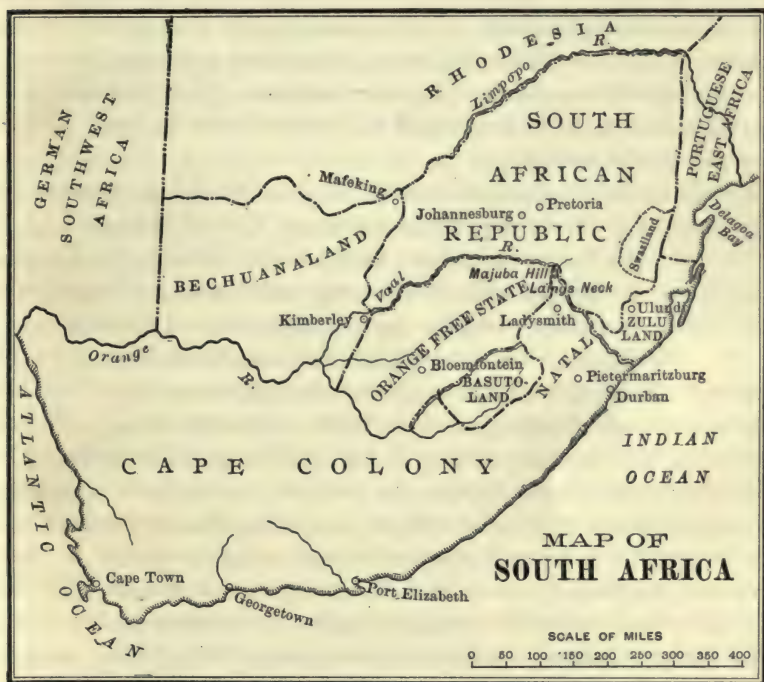 RHODESIA
Limpopo R.
GERMAN
SOUTHWEST
AFRICA
PORTUGUESE
EAST AFRICA
SOUTH
AFRICAN
REPUBLIC
Mafeking
Johannesburg
Pretoria
Delagoa
Bay
Swaziland
BECHUANALAND
Vaal R.
Majuba Hill
Laings Neck
Kimberley
ORANGE FREE STATE
Ladysmith
Ulundi
ZULU
LAND
Orange R.
Bloemfontein
BASUTO-
LAND
NATAL
Pietermaritzburg
Durban
INDIAN
OCEAN
ATLANTIC
OCEAN
CAPE COLONY
Cape Town
Georgetown
Port Elizabeth
MAP OF
SOUTH AFRICA
SCALE OF MILES
0 50 100 150 200 250 300 350 400